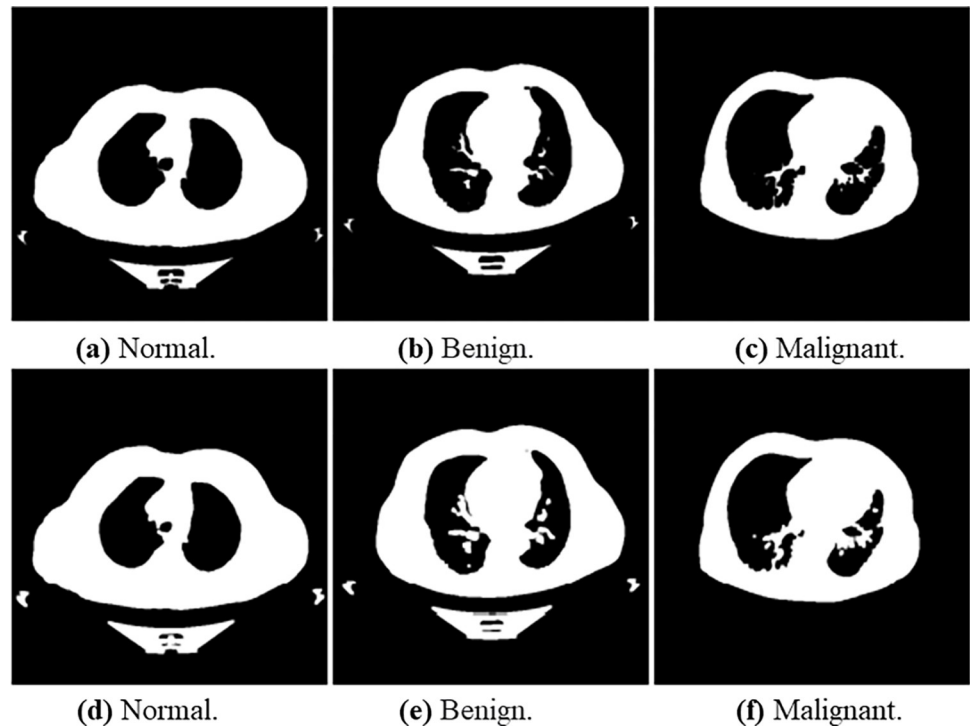 (a) Normal.
(b) Benign.
(c) Malignant.
(d) Normal.
(e) Benign.
(f) Malignant.